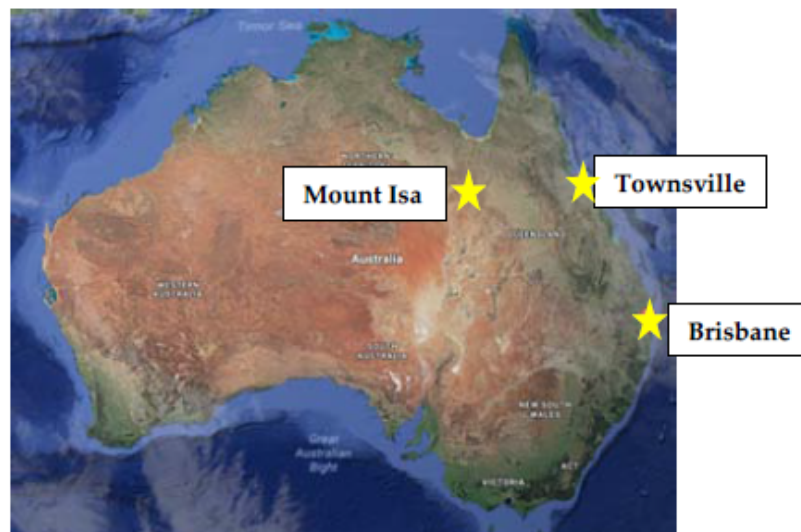 Timor Sea
NORTHERN
Mount Isa
Townsville
QUEENSLAND
Australia
WESTERN
AUSTRALIA
Brisbane
SOUTH
AUSTRALIA
NEW SOUTH
WALES
Great
Australian
Bight
ACT
VICTORIA